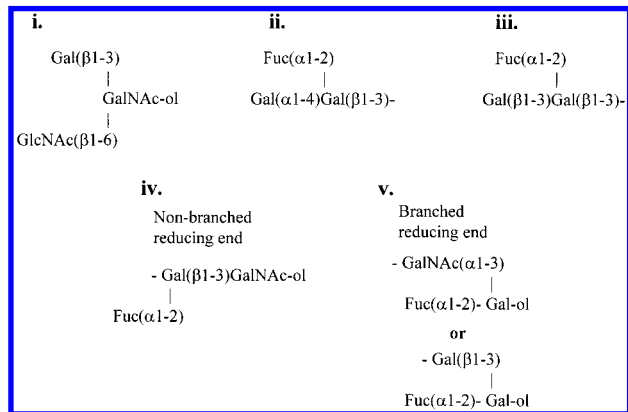 i.
Gal(β1-3)
|
GalNAc-ol
|
GlcNAc(β1-6)
ii.
Fuc(α1-2)
|
Gal(α1-4)Gal(β1-3)-
iii.
Fuc(α1-2)
|
Gal(β1-3)Gal(β1-3)-
iv.
Non-branched
reducing end
- Gal(β1-3)GalNAc-ol
|
Fuc(α1-2)
v.
Branched
reducing end
- GalNAc(α1-3)
|
Fuc(α1-2)- Gal-ol
or
- Gal(β1-3)
|
Fuc(α1-2)- Gal-ol